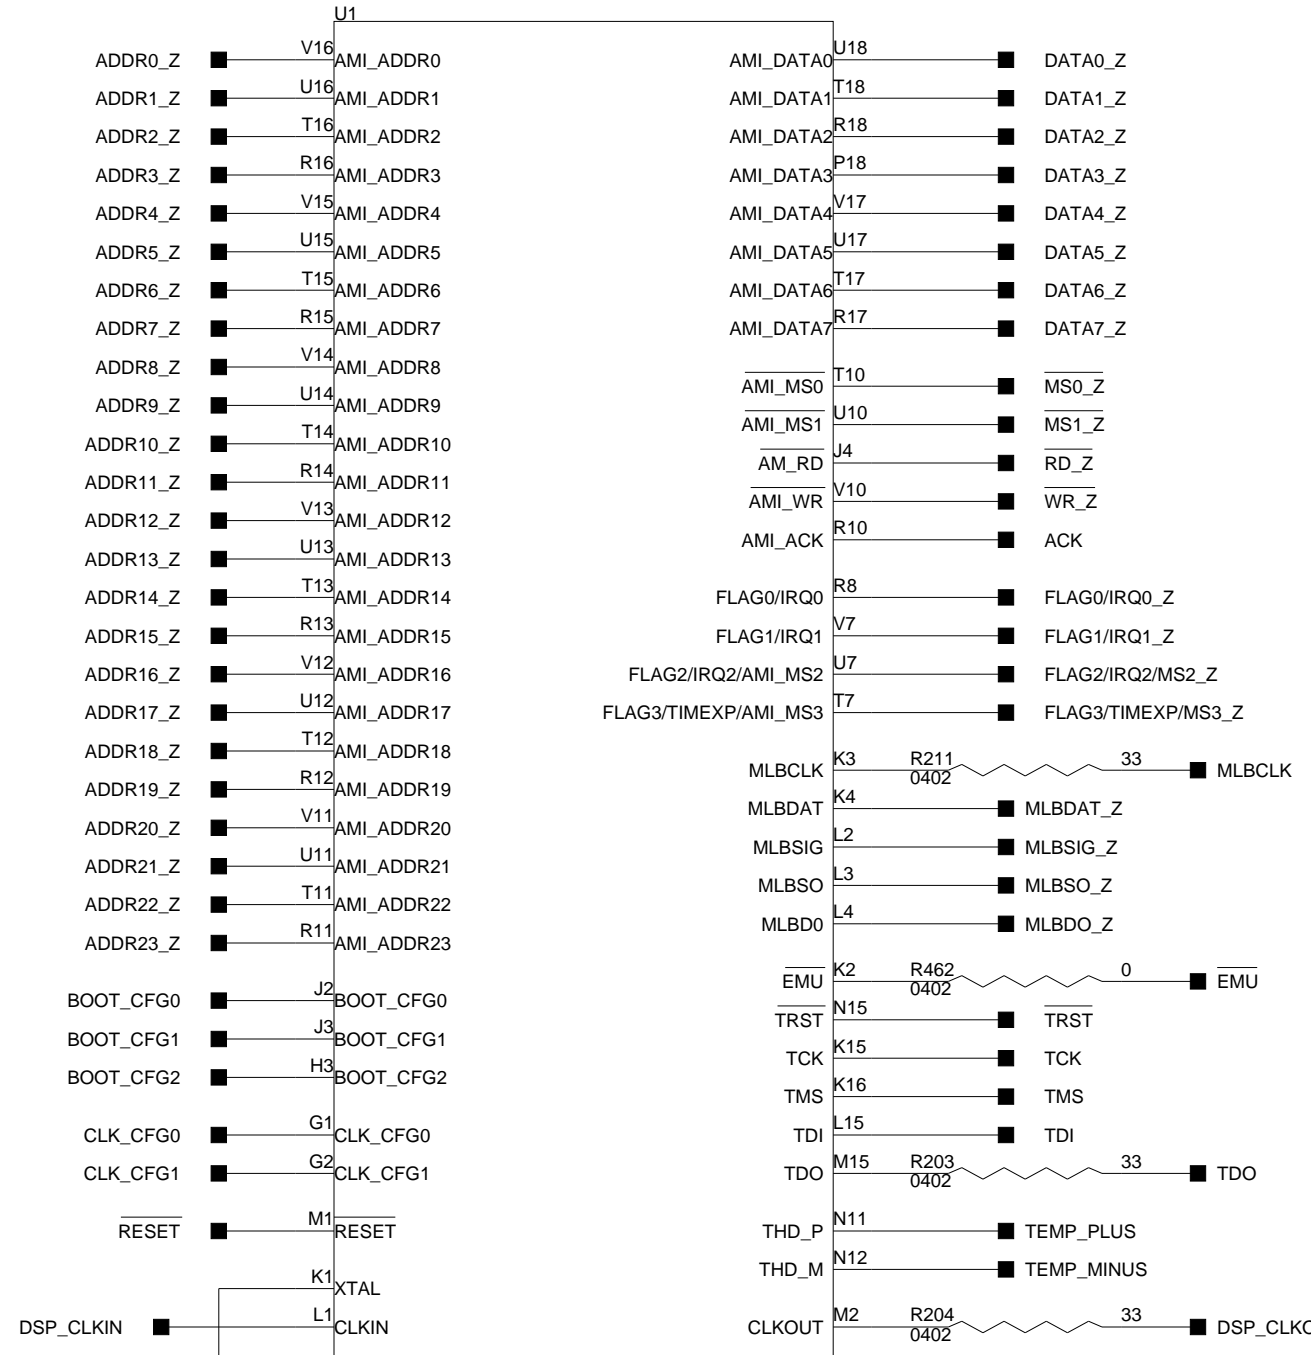 U1
ADDR0_Z V16 AMI_ADDR0 AMI_DATA0 U18 DATA0_Z
ADDR1_Z U16 AMI_ADDR1 AMI_DATA1 T18 DATA1_Z
ADDR2_Z T16 AMI_ADDR2 AMI_DATA2 R18 DATA2_Z
ADDR3_Z R16 AMI_ADDR3 AMI_DATA3 P18 DATA3_Z
ADDR4_Z V15 AMI_ADDR4 AMI_DATA4 V17 DATA4_Z
ADDR5_Z U15 AMI_ADDR5 AMI_DATA5 U17 DATA5_Z
ADDR6_Z T15 AMI_ADDR6 AMI_DATA6 T17 DATA6_Z
ADDR7_Z R15 AMI_ADDR7 AMI_DATA7 R17 DATA7_Z
ADDR8_Z V14 AMI_ADDR8
AMI_MS0 T10 MS0_Z
ADDR9_Z U14 AMI_ADDR9
AMI_MS1 U10 MS1_Z
ADDR10_Z T14 AMI_ADDR10
AM_RD J4 RD_Z
ADDR11_Z R14 AMI_ADDR11
AMI_WR V10 WR_Z
ADDR12_Z V13 AMI_ADDR12
AMI_ACK R10 ACK
ADDR13_Z U13 AMI_ADDR13
ADDR14_Z T13 AMI_ADDR14 FLAG0/IRQ0 R8 FLAG0/IRQ0_Z
ADDR15_Z R13 AMI_ADDR15 FLAG1/IRQ1 V7 FLAG1/IRQ1_Z
ADDR16_Z V12 AMI_ADDR16 FLAG2/IRQ2/AMI_MS2 U7 FLAG2/IRQ2/MS2_Z
ADDR17_Z U12 AMI_ADDR17 FLAG3/TIMEXP/AMI_MS3 T7 FLAG3/TIMEXP/MS3_Z
ADDR18_Z T12 AMI_ADDR18
MLBCLK K3 R211 0402 33 MLBCLK
ADDR19_Z R12 AMI_ADDR19
MLBDAT K4 MLBDAT_Z
ADDR20_Z V11 AMI_ADDR20
MLBSIG L2 MLBSIG_Z
ADDR21_Z U11 AMI_ADDR21
MLBSO L3 MLBSO_Z
ADDR22_Z T11 AMI_ADDR22
MLBD0 L4 MLBDO_Z
ADDR23_Z R11 AMI_ADDR23
EMU K2 R462 0402 0 EMU
BOOT_CFG0 J2 BOOT_CFG0
TRST N15 TRST
BOOT_CFG1 J3 BOOT_CFG1
TCK K15 TCK
BOOT_CFG2 H3 BOOT_CFG2
TMS K16 TMS
CLK_CFG0 G1 CLK_CFG0 TDI L15 TDI
CLK_CFG1 G2 CLK_CFG1 TDO M15 R203 0402 33 TDO
RESET M1 RESET THD_P N11 TEMP_PLUS
THD_M N12 TEMP_MINUS
K1 XTAL
DSP_CLKIN L1 CLKIN CLKOUT M2 R204 0402 33